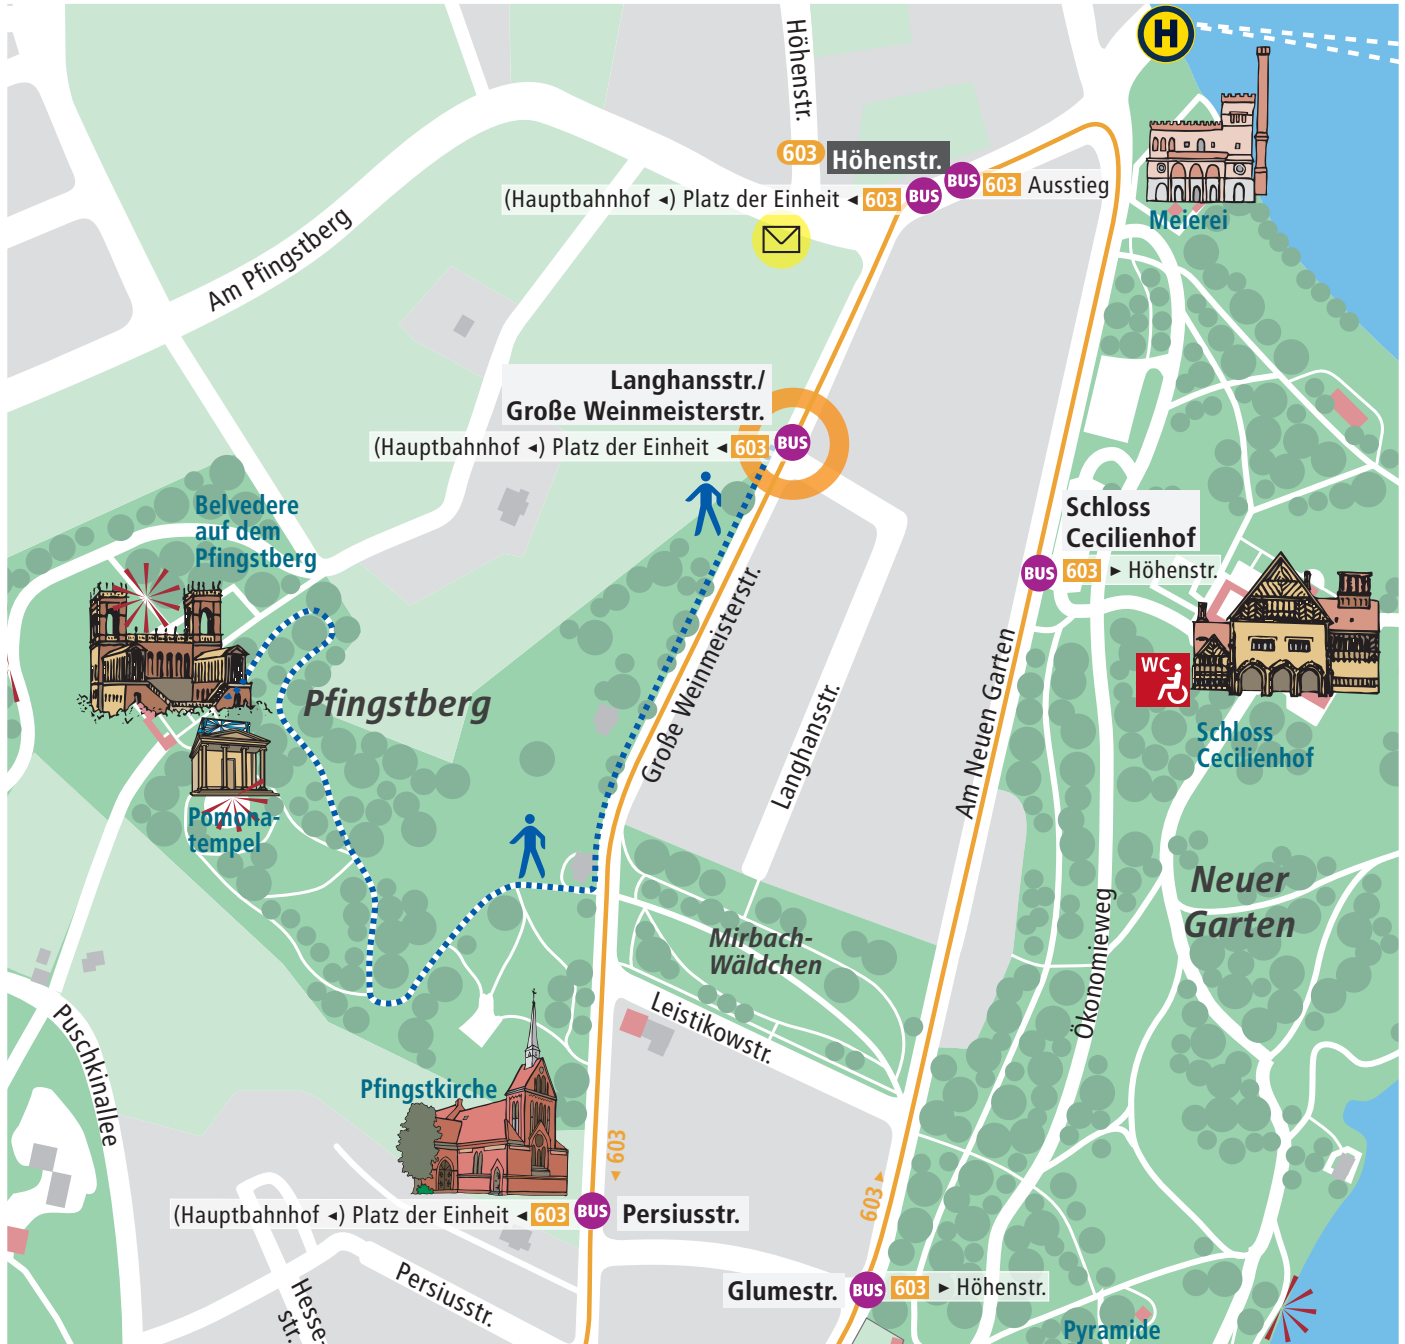 H
Höhenstr.
603
Höhenstr.
BUS
603 Ausstieg
(Hauptbahnhof ◂) Platz der Einheit ◂ 603
BUS
Meierei
Am Pfingstberg
Langhansstr./
Große Weinmeisterstr.
(Hauptbahnhof ◂) Platz der Einheit ◂ 603
BUS
Belvedere
auf dem
Pfingstberg
Schloss
Cecilienhof
BUS
603 ▸ Höhenstr.
Große Weinmeisterstr.
Am Neuen Garten
WC
Langhansstr.
Pfingstberg
Schloss
Cecilienhof
Pomona-
tempel
Neuer
Garten
Mirbach-
Wäldchen
Ökonomieweg
Leistikowstr.
Puschkinallee
Pfingstkirche
◂ 603
603 ▸
(Hauptbahnhof ◂) Platz der Einheit ◂ 603
BUS
Persiusstr.
Persiusstr.
Hesse-
str.
Glumestr.
BUS
603 ▸ Höhenstr.
Pyramide